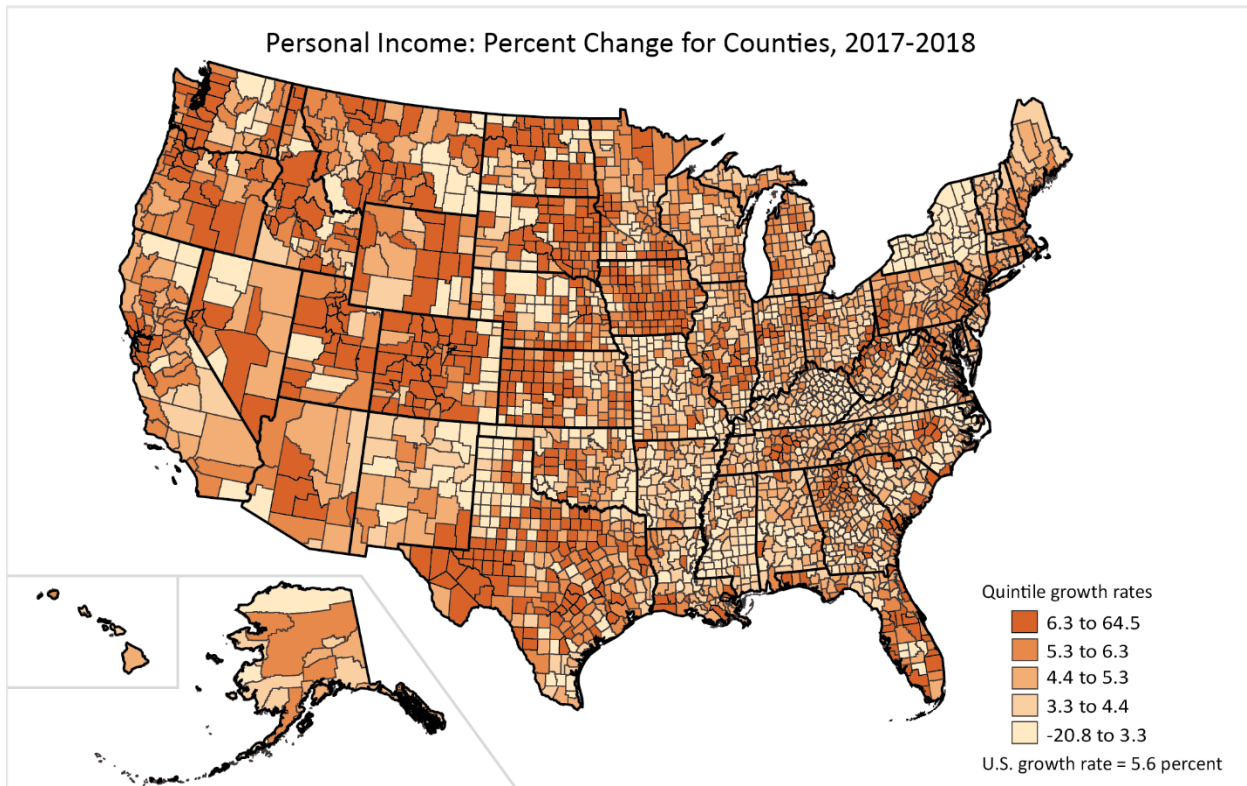 Personal Income: Percent Change for Counties, 2017-2018
Quintile growth rates
6.3 to 64.5
5.3 to 6.3
4.4 to 5.3
3.3 to 4.4
-20.8 to 3.3
U.S. growth rate = 5.6 percent